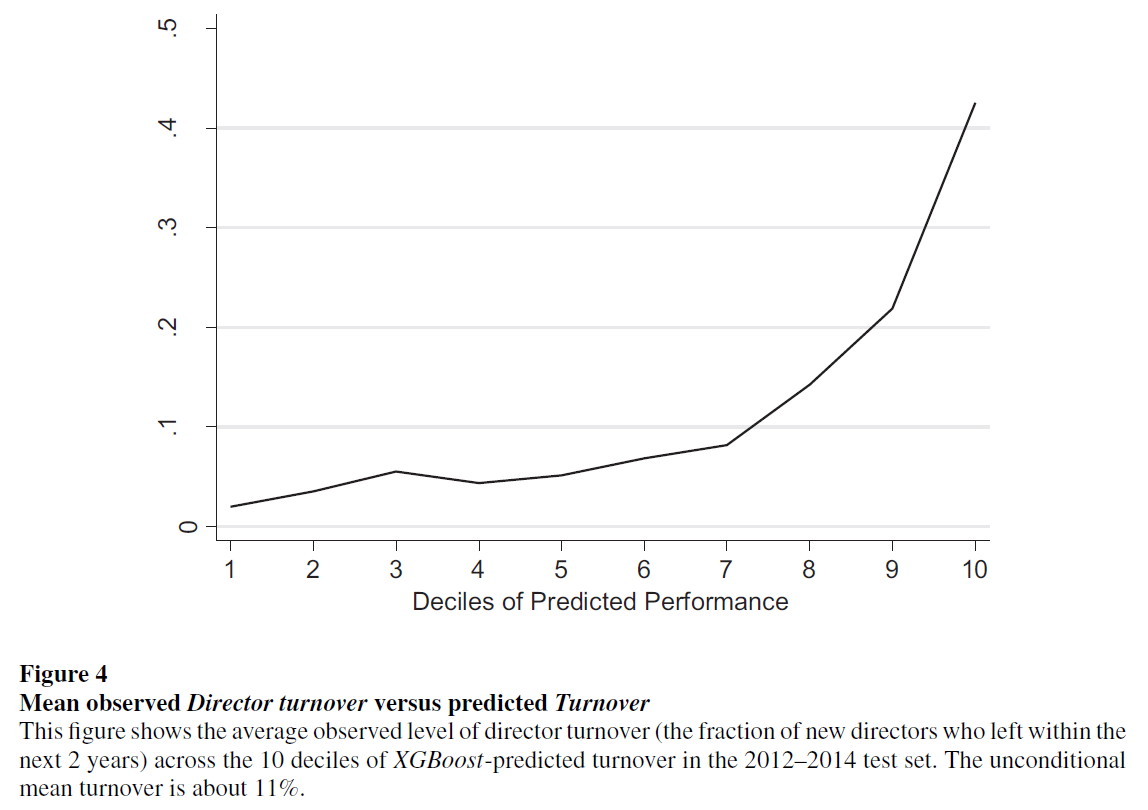 .5
.4
.3
.2
.1
0
1 2 3 4 5 6 7 8 9 10
Deciles of Predicted Performance
Figure 4
Mean observed Director turnover versus predicted Turnover
This figure shows the average observed level of director turnover (the fraction of new directors who left within the
next 2 years) across the 10 deciles of XGBoost-predicted turnover in the 2012–2014 test set. The unconditional
mean turnover is about 11%.